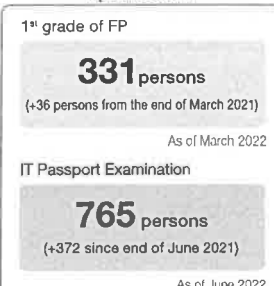 1st grade of FP
331 persons
(+36 persons from the end of March 2021)
As of March 2022
IT Passport Examination
765 persons
(+372 since end of June 2021)
As of June 2022